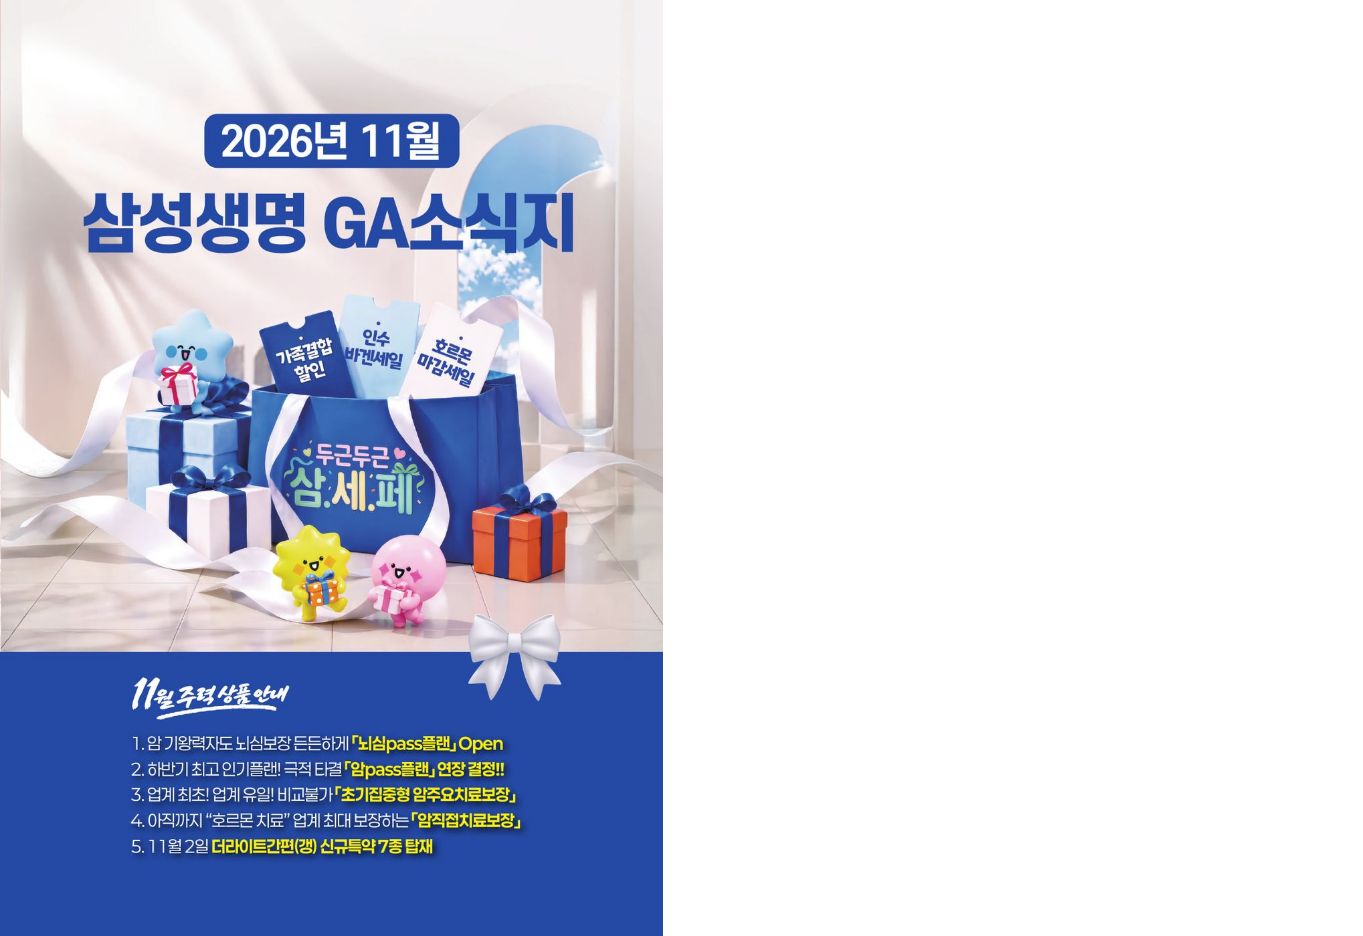 2026년 11월
삼성생명 GA소식지
가족결합
할인
인수
바겐세일
호르몬
마감세일
두근두근
삼.세.페
11월 주력 상품 안내
1. 암 기왕력자도 뇌심보장 든든하게 「뇌심pass플랜」 Open
2. 하반기 최고 인기플랜! 극적 타결 「암pass플랜」 연장 결정!!
3. 업계 최초! 업계 유일! 비교불가 「초기집중형 암주요치료보장」
4. 아직까지 “호르몬 치료” 업계 최대 보장하는 「암직접치료보장」
5. 11월 2일 더라이트간편(갱) 신규특약 7종 탑재